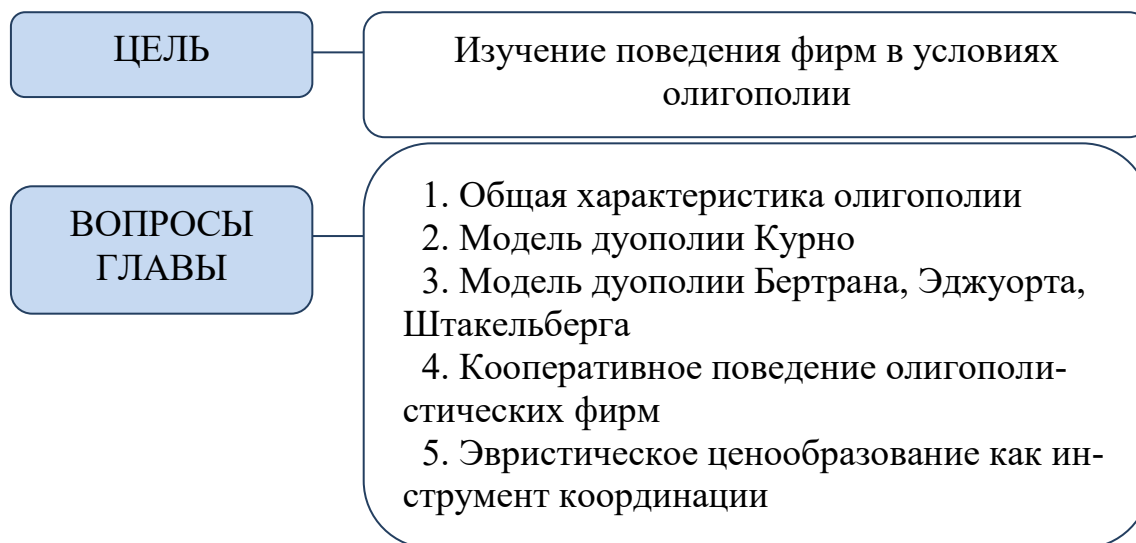 ЦЕЛЬ
Изучение поведения фирм в условиях
олигополии
ВОПРОСЫ
ГЛАВЫ
1. Общая характеристика олигополии
2. Модель дуополии Курно
3. Модель дуополии Бертрана, Эджуорта,
Штакельберга
4. Кооперативное поведение олигополи-
стических фирм
5. Эвристическое ценообразование как ин-
струмент координации